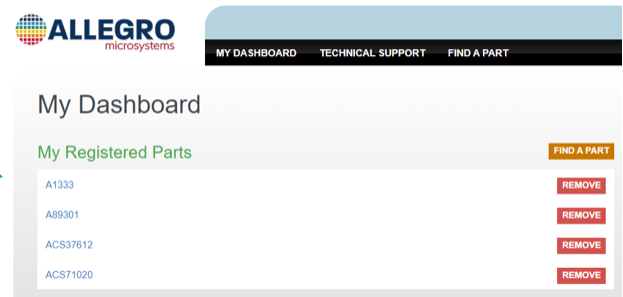 ALLEGRO
microsystems
MY DASHBOARD TECHNICAL SUPPORT FIND A PART
My Dashboard
My Registered Parts FIND A PART
A1333 REMOVE
A89301 REMOVE
ACS37612 REMOVE
ACS71020 REMOVE